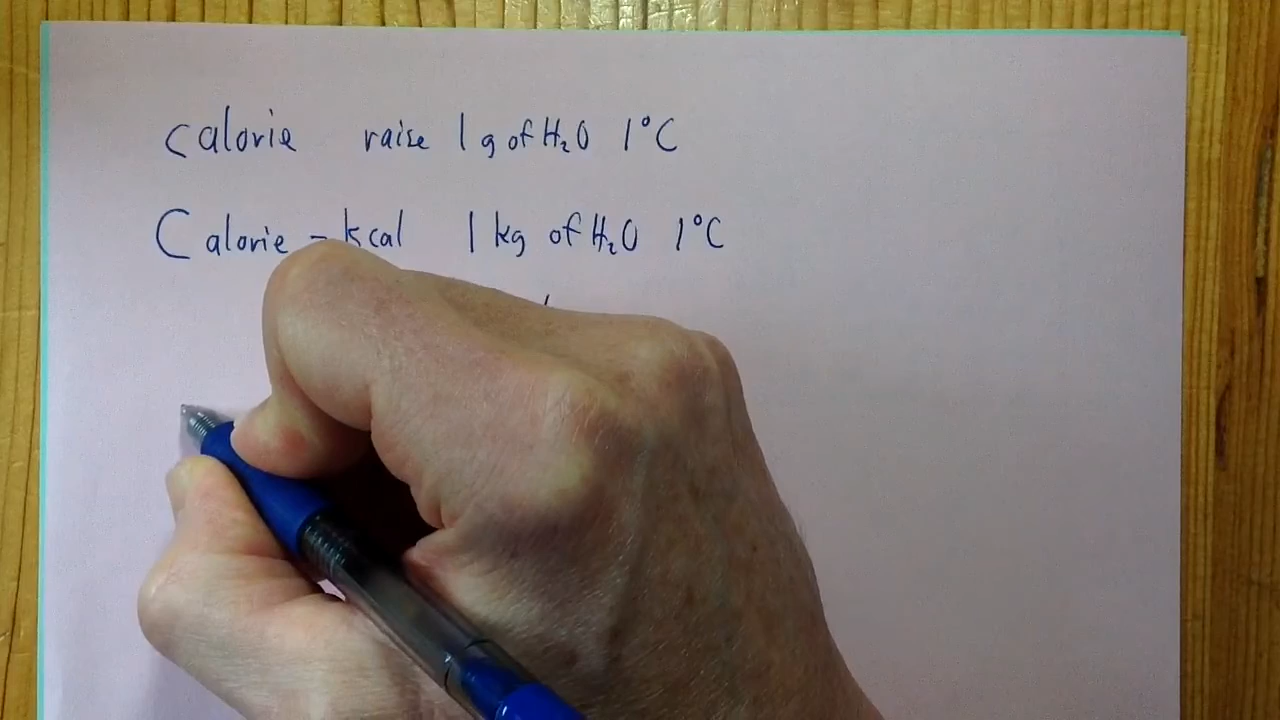 calorie raise 1 g of H₂O 1°C
Calorie - kcal 1 kg of H₂O 1°C